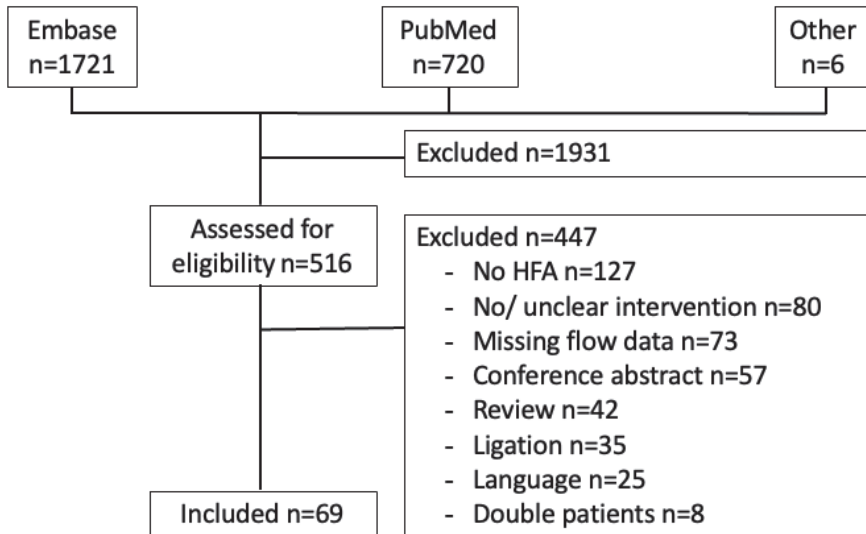 Embase
n=1721
PubMed
n=720
Other
n=6
Excluded n=1931
Assessed for
eligibility n=516
Excluded n=447
- No HFA n=127
- No/ unclear intervention n=80
- Missing flow data n=73
- Conference abstract n=57
- Review n=42
- Ligation n=35
- Language n=25
- Double patients n=8
Included n=69